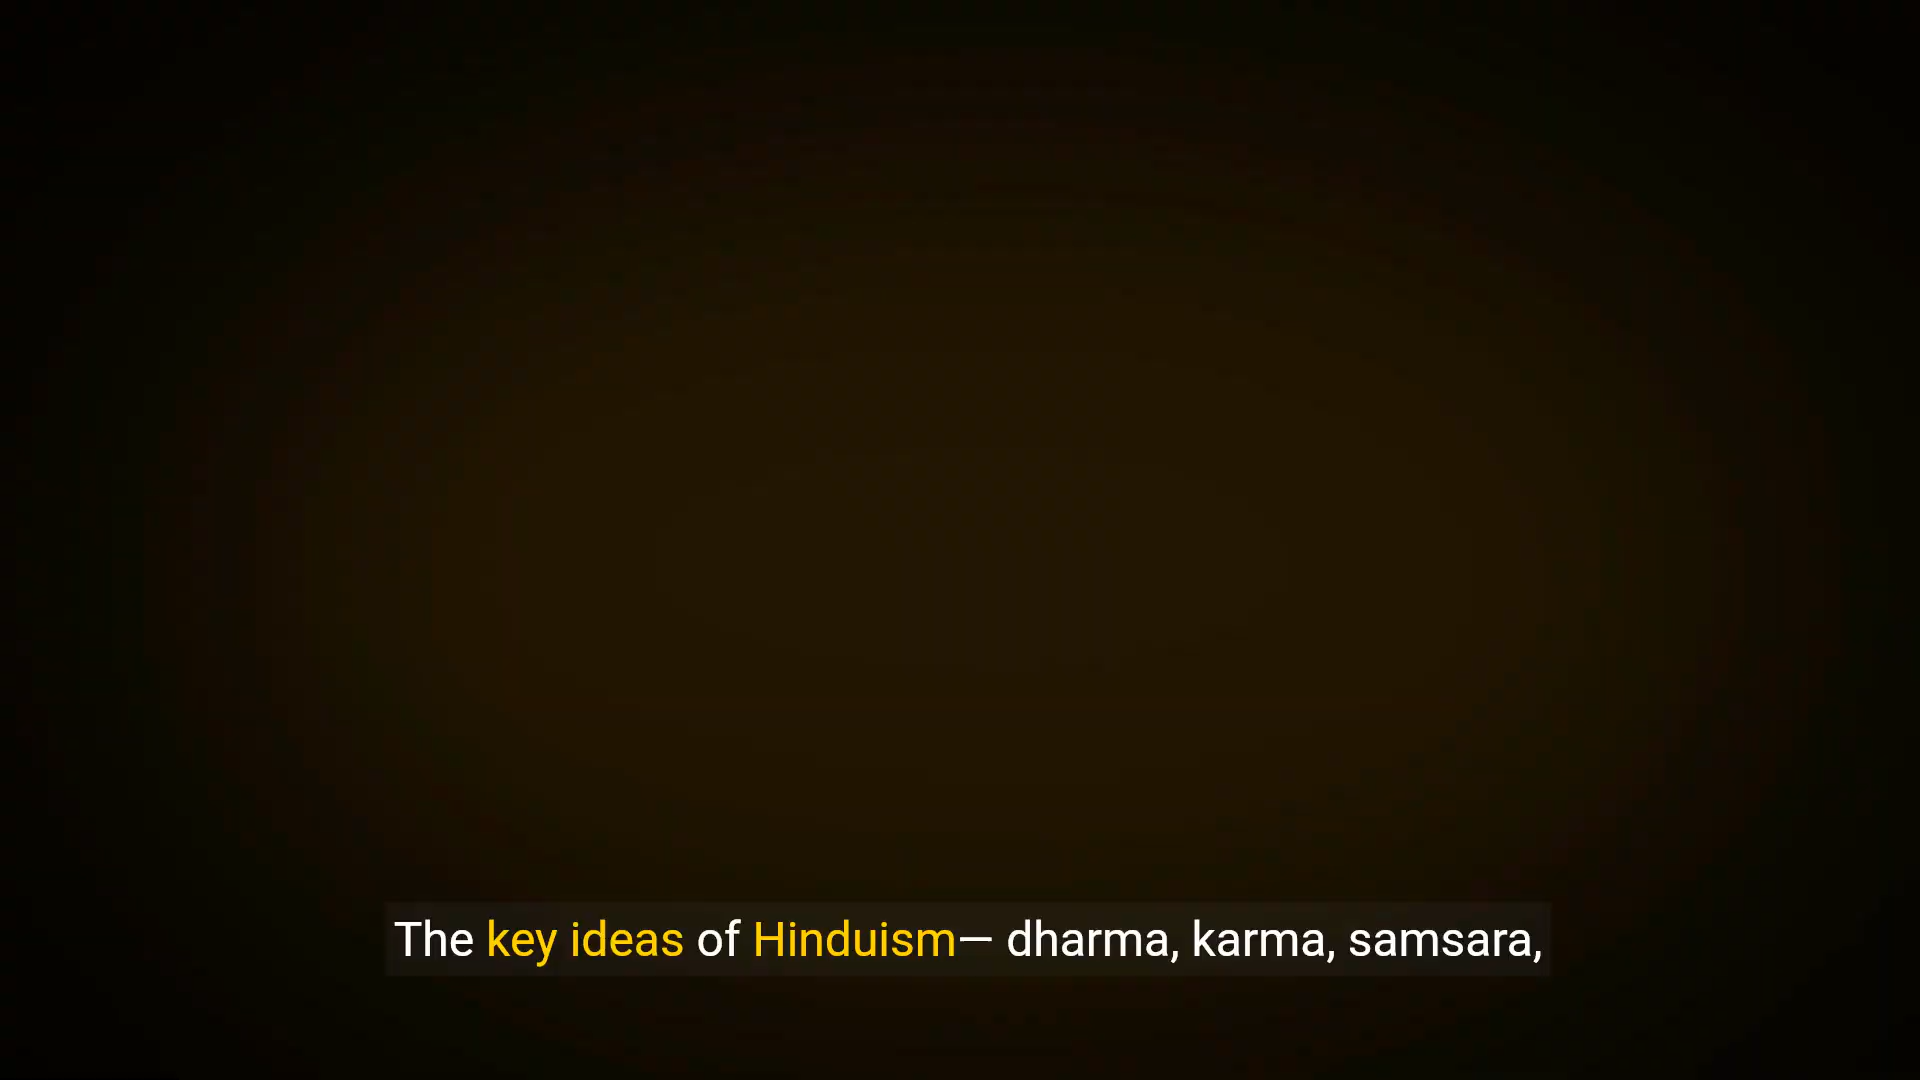 The key ideas of Hinduism— dharma, karma, samsara,